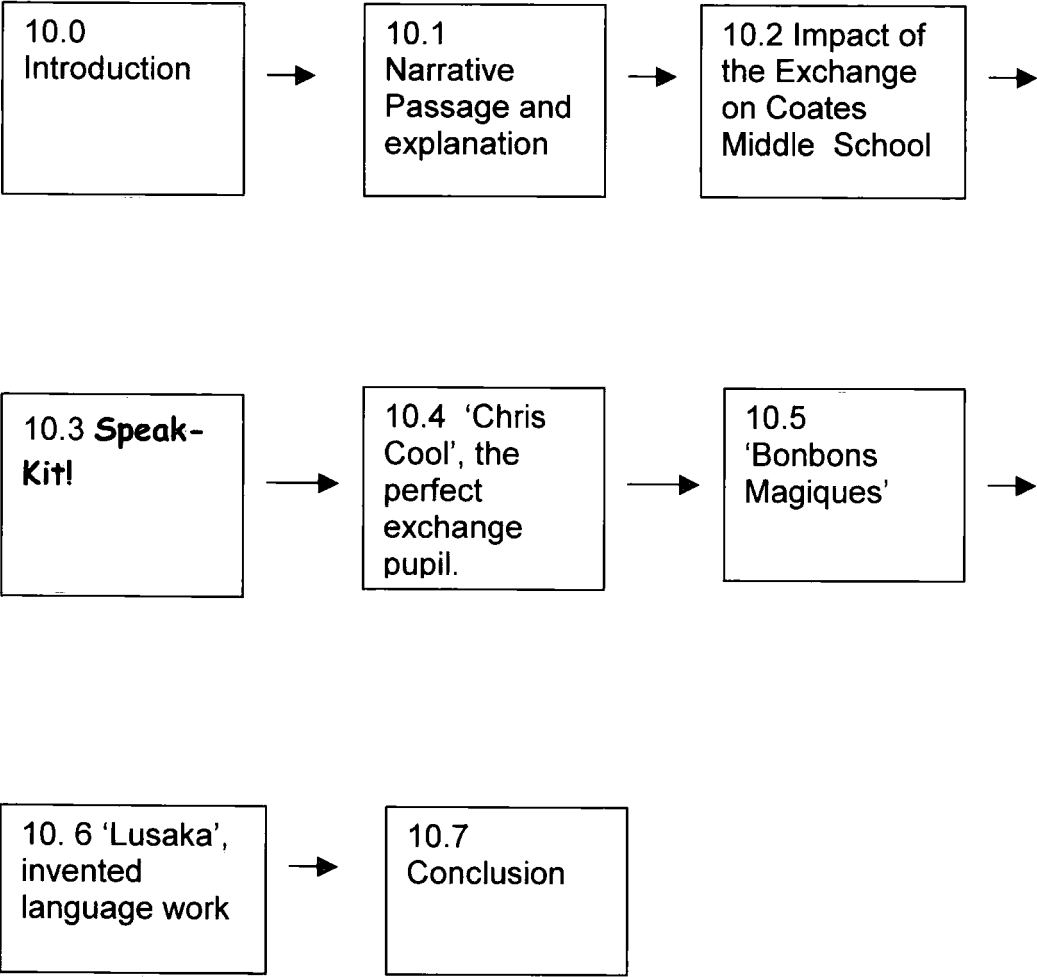 10.0
Introduction
10.1
Narrative
Passage and
explanation
10.2 Impact of
the Exchange
on Coates
Middle School
10.3 Speak-
Kit!
10.4 ‘Chris
Cool’, the
perfect
exchange
pupil.
10.5
‘Bonbons
Magiques’
10. 6 ‘Lusaka’,
invented
language work
10.7
Conclusion